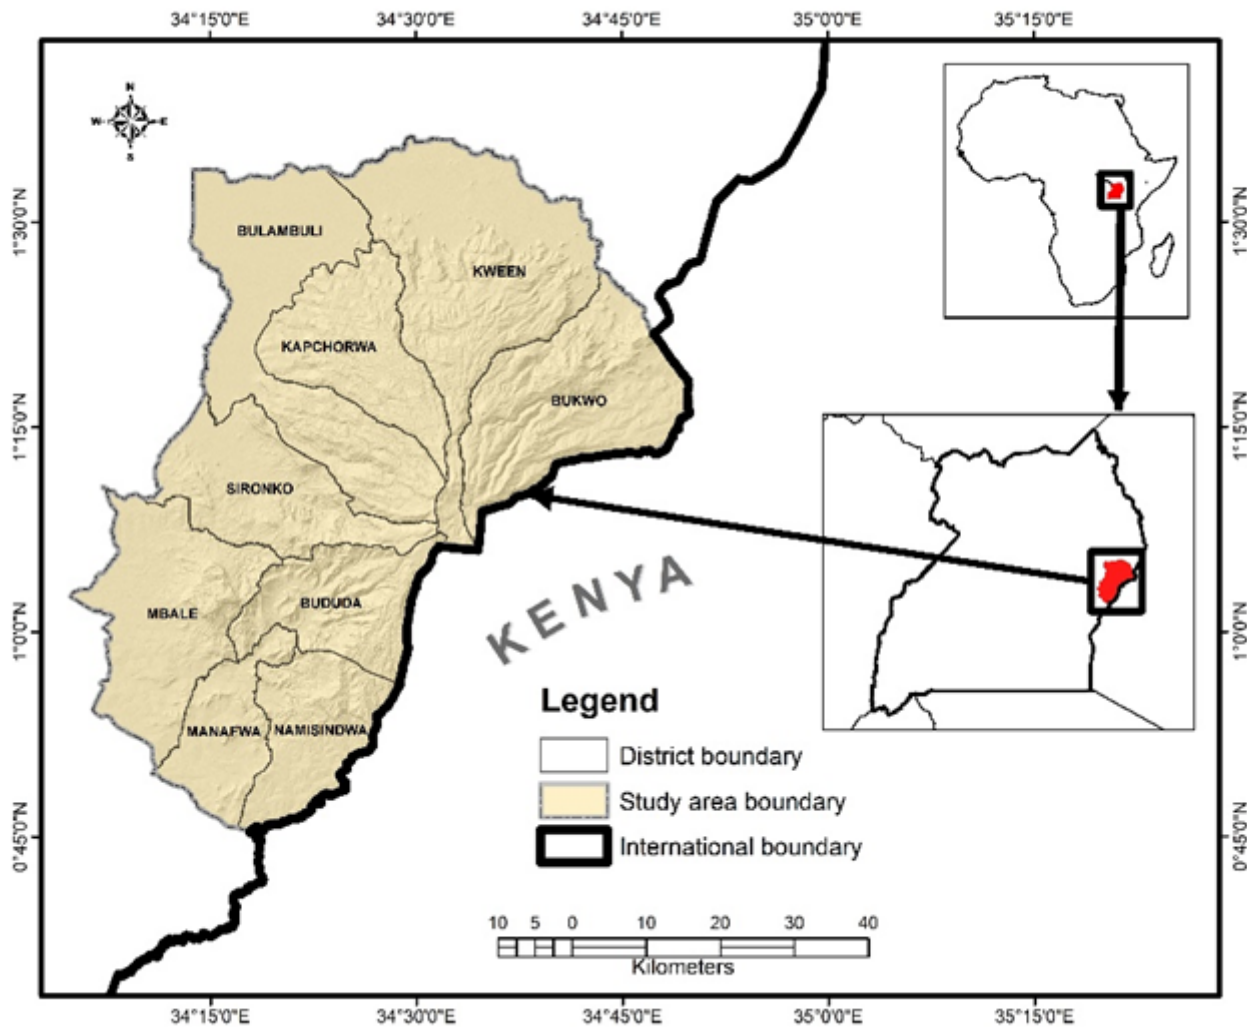 34°15'0"E 34°30'0"E 34°45'0"E 35°0'0"E 35°15'0"E
N
W E
S
1°30'0"N 1°30'0"N
BULAMBULI
KWEEN
KAPCHORWA
BUKWO
1°15'0"N 1°15'0"N
SIRONKO
KENYA
BUDUDA
MBALE
1°0'0"N 1°0'0"N
MANAFWA NAMISINDWA
Legend
District boundary
Study area boundary
International boundary
0°45'0"N 0°45'0"N
10 5 0 10 20 30 40
Kilometers
34°15'0"E 34°30'0"E 34°45'0"E 35°0'0"E 35°15'0"E